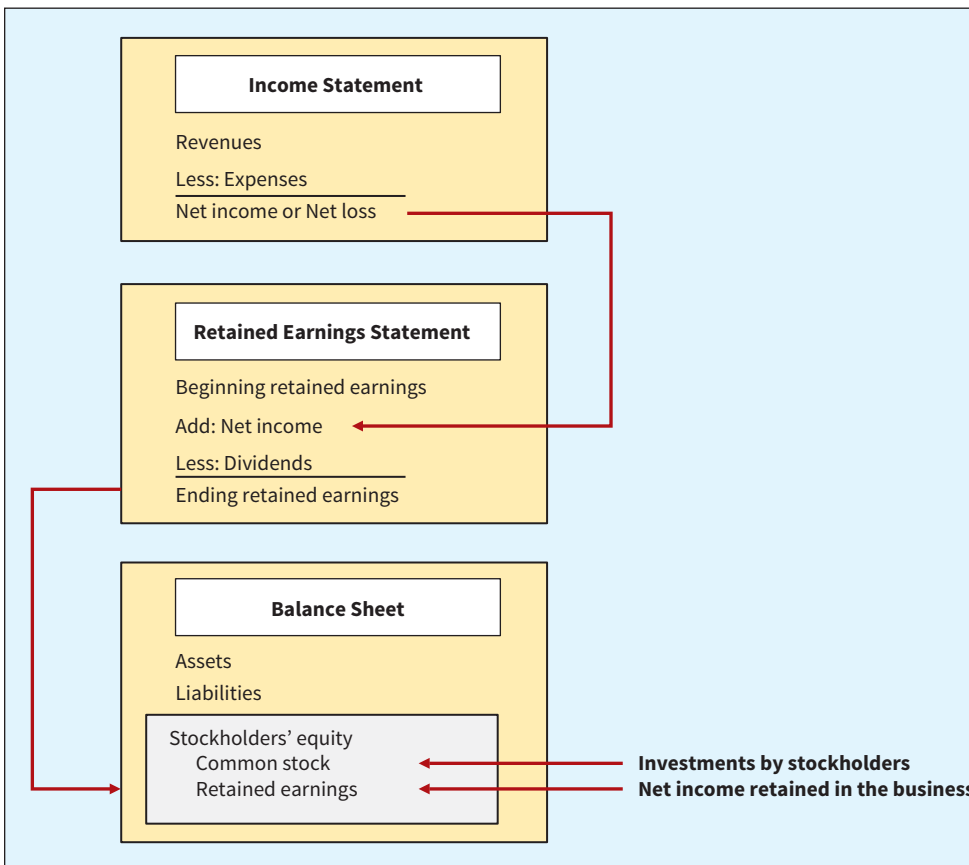 Income Statement
Revenues
Less: Expenses
Net income or Net loss
Retained Earnings Statement
Beginning retained earnings
Add: Net income
Less: Dividends
Ending retained earnings
Balance Sheet
Assets
Liabilities
Stockholders’ equity
Common stock
Investments by stockholders
Retained earnings
Net income retained in the business